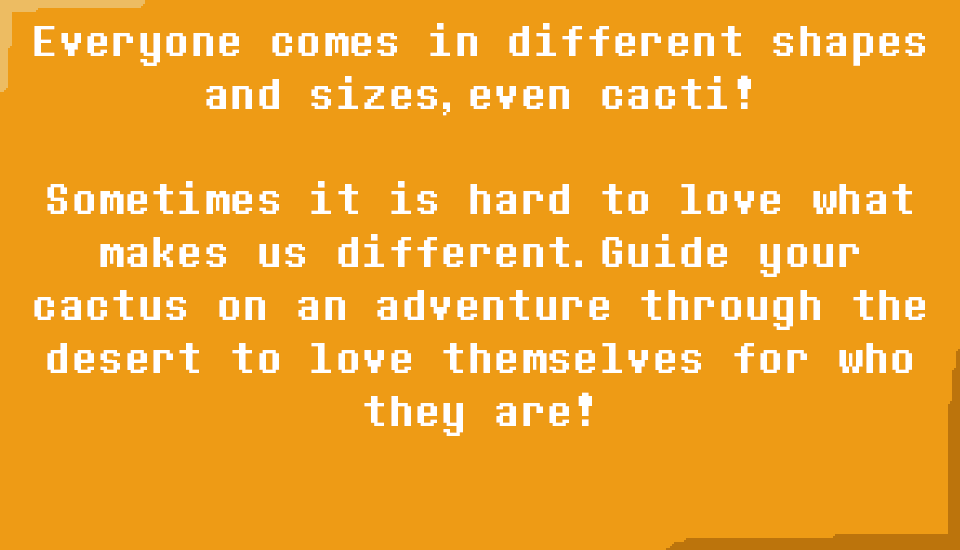 Everyone comes in different shapes
and sizes, even cacti!
Sometimes it is hard to love what
makes us different. Guide your
cactus on an adventure through the
desert to love themselves for who
they are!